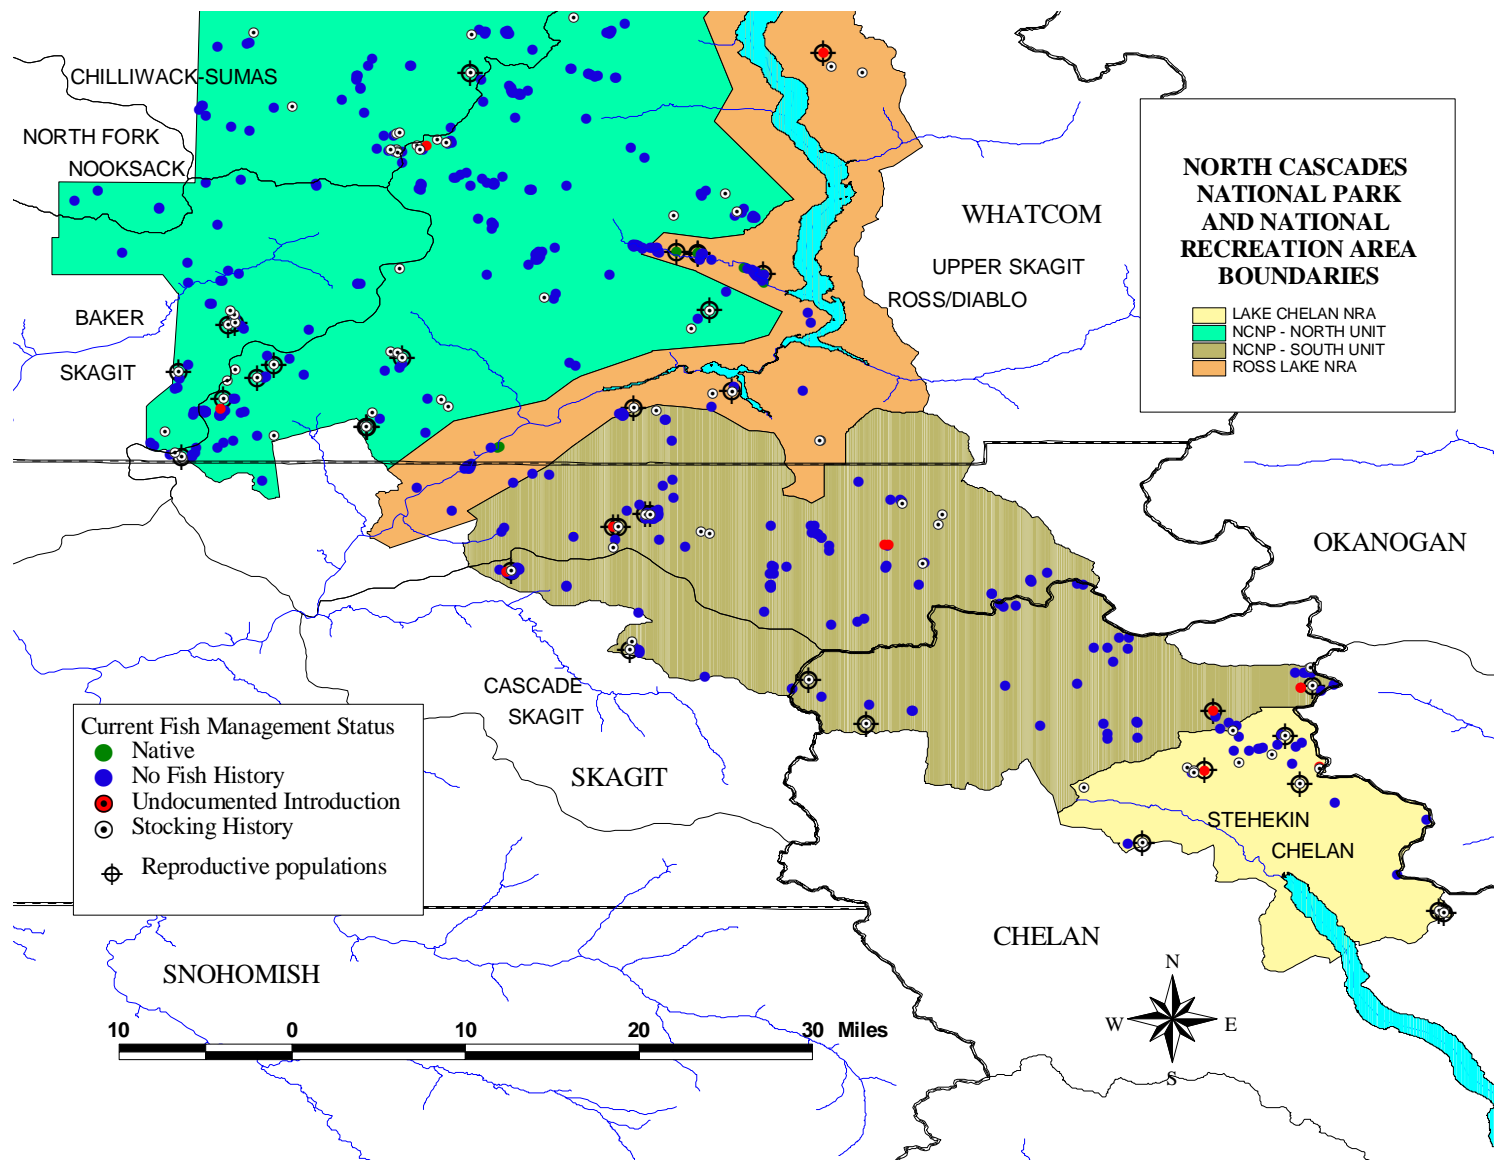 CHILLIWACK-SUMAS
NORTH FORK
NOOKSACK
BAKER
SKAGIT
WHATCOM
UPPER SKAGIT
ROSS/DIABLO
NORTH CASCADES
NATIONAL PARK
AND NATIONAL
RECREATION AREA
BOUNDARIES
LAKE CHELAN NRA
NCNP - NORTH UNIT
NCNP - SOUTH UNIT
ROSS LAKE NRA
OKANOGAN
CASCADE
SKAGIT
SKAGIT
STEHEKIN
CHELAN
CHELAN
Current Fish Management Status
Native
No Fish History
Undocumented Introduction
Stocking History
Reproductive populations
SNOHOMISH
10 0 10 20 30 Miles
N
W E
S